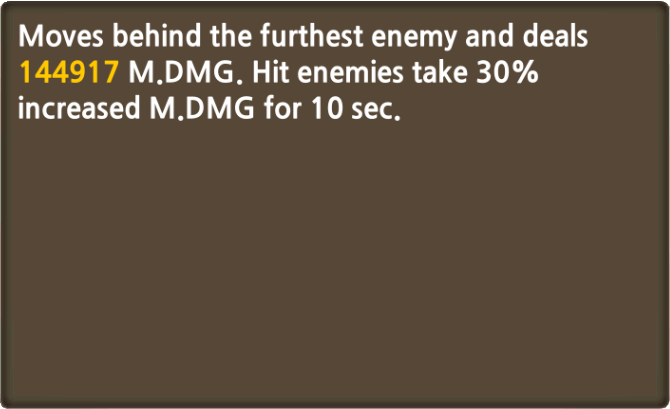 Moves behind the furthest enemy and deals
144917 M.DMG. Hit enemies take 30%
increased M.DMG for 10 sec.